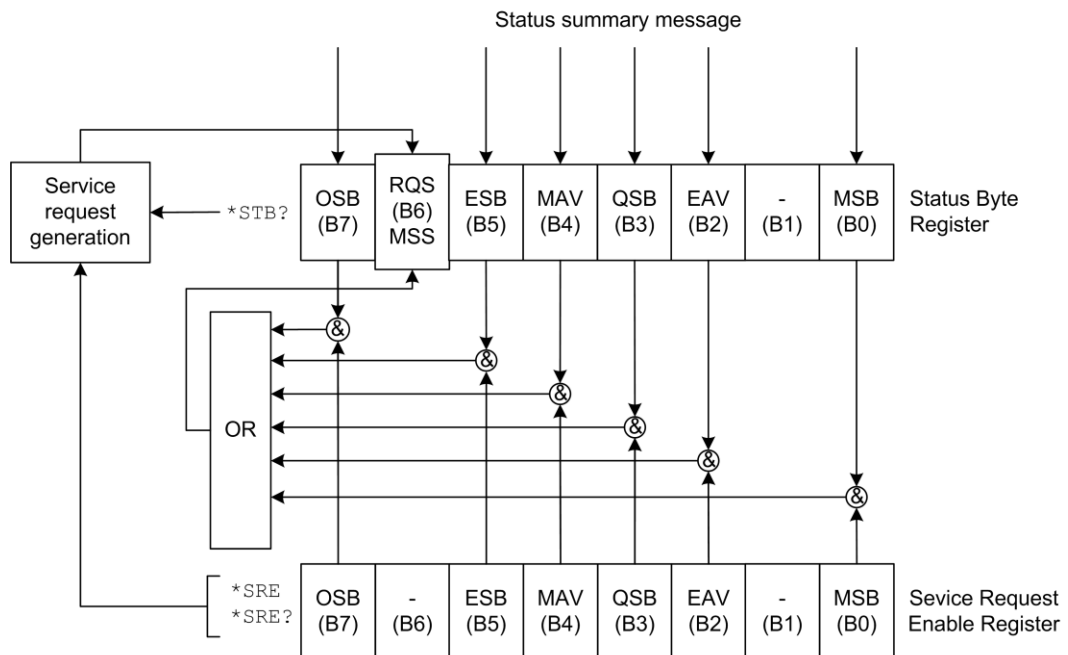 Status summary message
Service
request
generation
*STB?
OSB
(B7)
RQS
(B6)
MSS
ESB
(B5)
MAV
(B4)
QSB
(B3)
EAV
(B2)
-
(B1)
MSB
(B0)
Status Byte
Register
&
&
&
&
&
&
OR
*SRE
*SRE?
OSB
(B7)
-
(B6)
ESB
(B5)
MAV
(B4)
QSB
(B3)
EAV
(B2)
-
(B1)
MSB
(B0)
Sevice Request
Enable Register